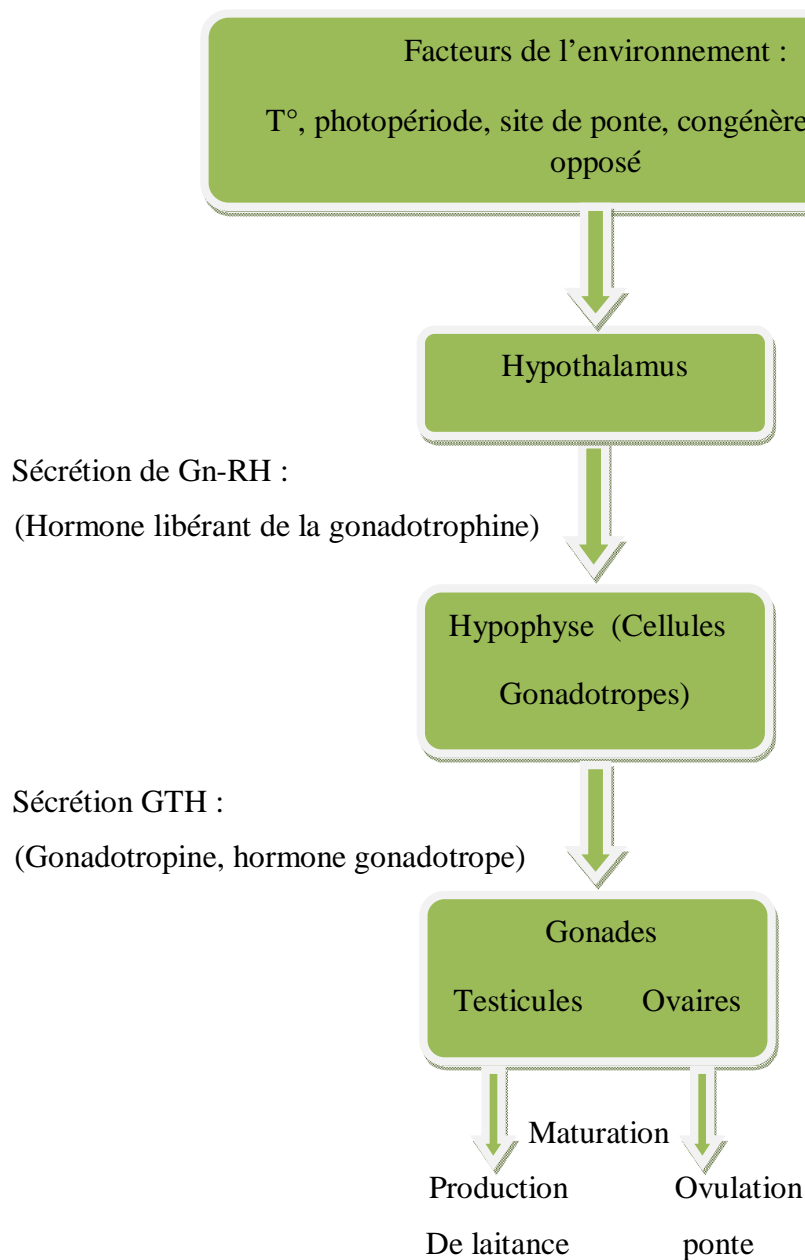 Facteurs de l’environnement :
T°, photopériode, site de ponte, congénère
opposé
Hypothalamus
Sécrétion de Gn-RH :
(Hormone libérant de la gonadotrophine)
Hypophyse (Cellules
Gonadotropes)
Sécrétion GTH :
(Gonadotropine, hormone gonadotrope)
Gonades
Testicules Ovaires
Maturation
Production Ovulation
De laitance ponte